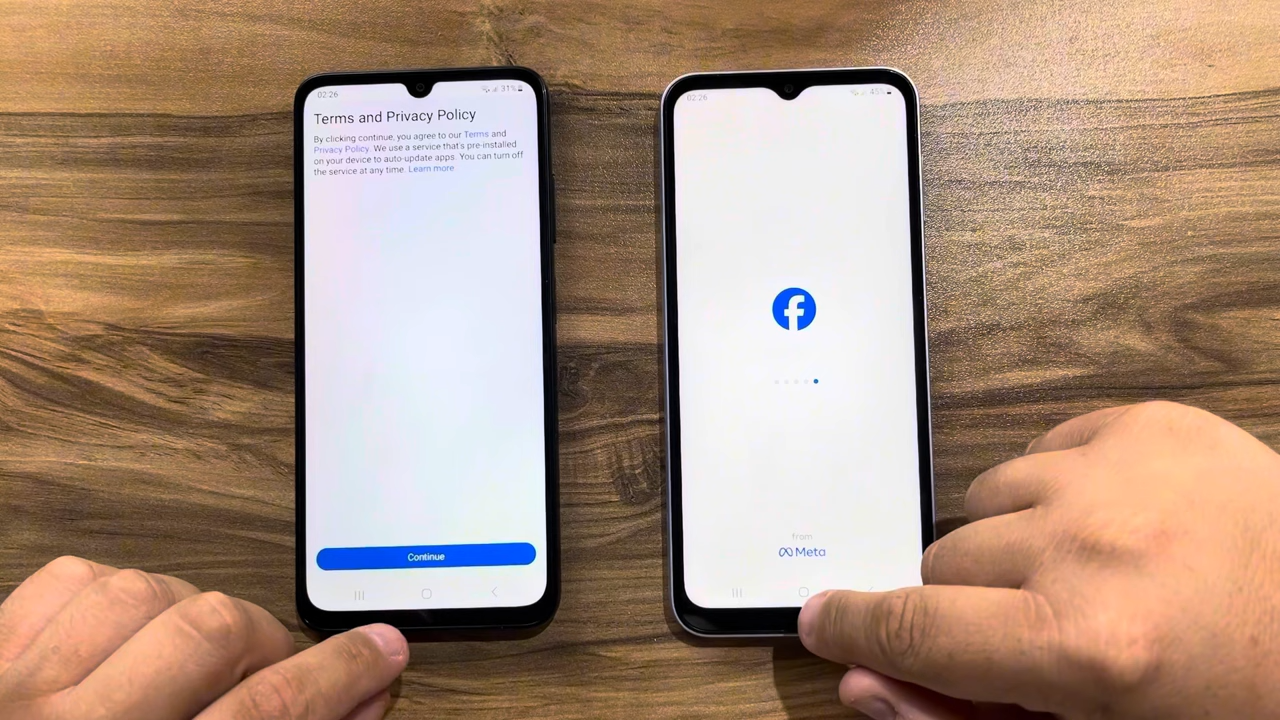 02:26
31%
Terms and Privacy Policy
By clicking continue, you agree to our Terms and
Privacy Policy. We use a service that's pre-installed
on your device to auto-update apps. You can turn off
the service at any time. Learn more
Continue
02:26
45%
from
Meta